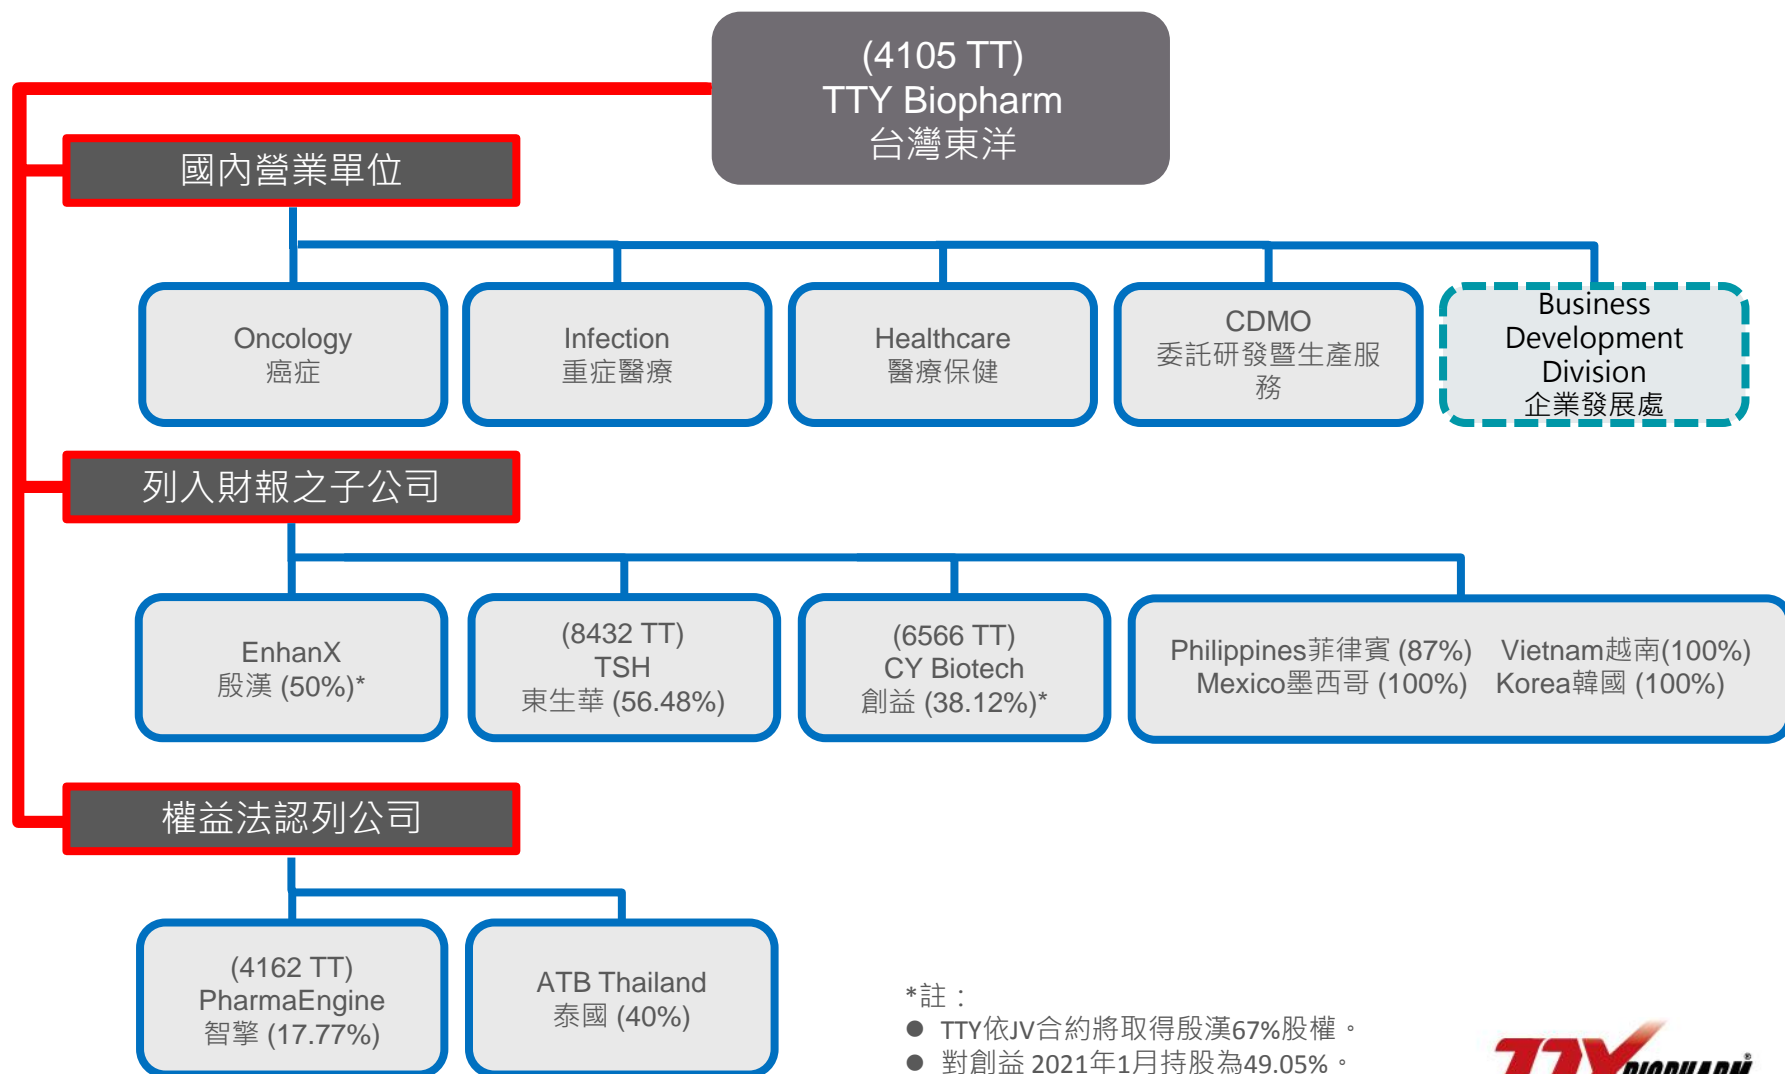 (4105 TT)
TTY Biopharm
台灣東洋
國內營業單位
Oncology
癌症
Infection
重症醫療
Healthcare
醫療保健
CDMO
委託研發暨生產服
務
Business
Development
Division
企業發展處
列入財報之子公司
EnhanX
殷漢 (50%)*
(8432 TT)
TSH
東生華 (56.48%)
(6566 TT)
CY Biotech
創益 (38.12%)*
Philippines菲律賓 (87%) Vietnam越南(100%)
Mexico墨西哥 (100%) Korea韓國 (100%)
權益法認列公司
(4162 TT)
PharmaEngine
智擎 (17.77%)
ATB Thailand
泰國 (40%)
*註：
● TTY依JV合約將取得殷漢67%股權。
● 對創益 2021年1月持股為49.05%。
TTY BIOPHARM®